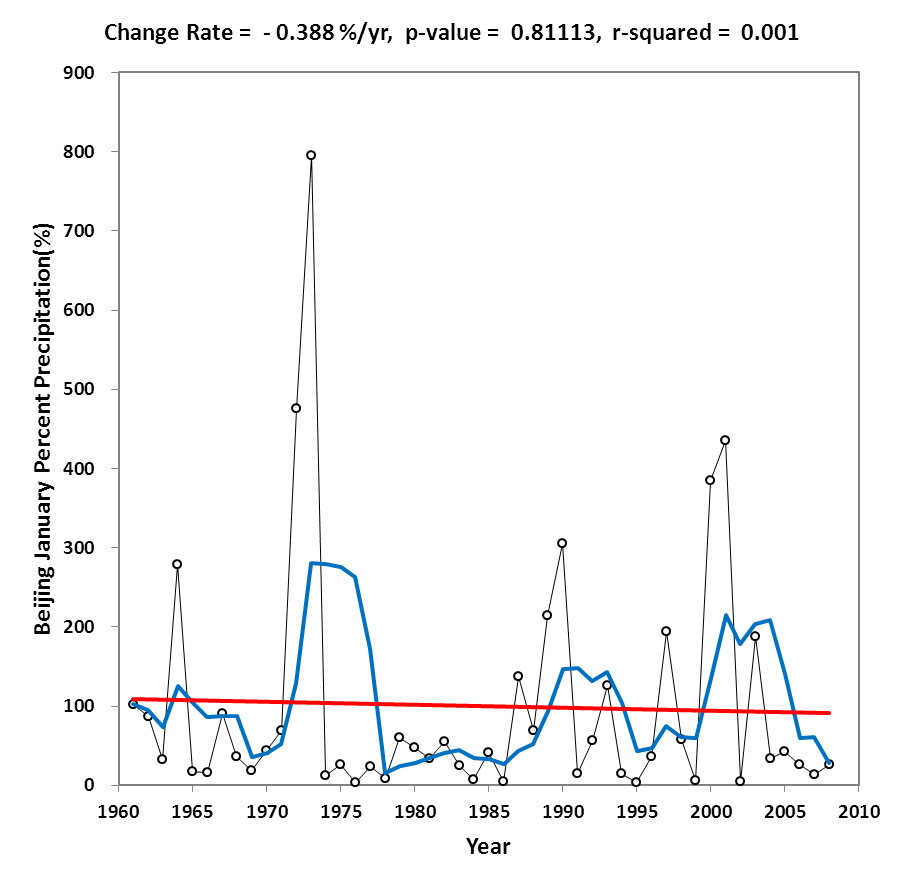 Change Rate = - 0.388 %/yr, p-value = 0.81113, r-squared = 0.001
900
800
700
600
500
400
300
200
100
0
Beijing January Percent Precipitation(%)
1960 1965 1970 1975 1980 1985 1990 1995 2000 2005 2010
Year